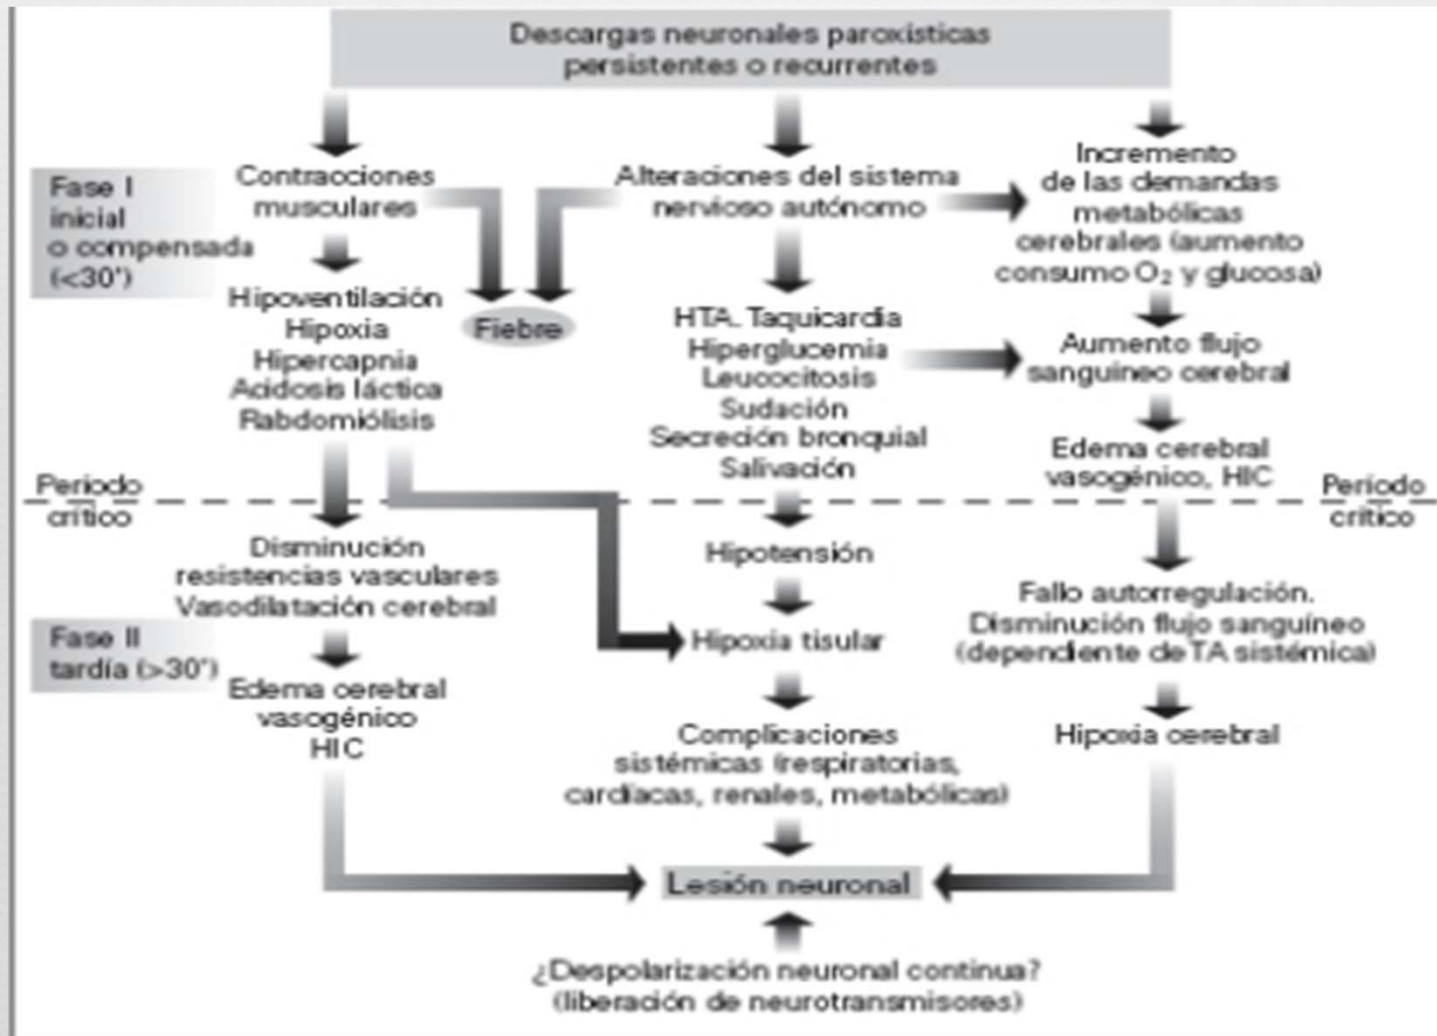 Descargas neuronales paroxísticas
persistentes o recurrentes
Fase I
inicial
o compensada
(<30')
Contracciones
musculares
Hipoventilación
Hipoxia
Hipercapnia
Acidosis láctica
Rabdomiólisis
Fiebre
Alteraciones del sistema
nervioso autónomo
HTA. Taquicardia
Hiperglucemia
Leucocitosis
Sudación
Secreción bronquial
Salivación
Incremento
de las demandas
metabólicas
cerebrales (aumento
consumo O₂ y glucosa)
Aumento flujo
sanguíneo cerebral
Edema cerebral
vasogénico, HIC
Período
crítico
Período
crítico
Fase II
tardía (>30')
Disminución
resistencias vasculares
Vasodilatación cerebral
Edema cerebral
vasogénico
HIC
Hipotensión
Hipoxia tisular
Complicaciones
sistémicas (respiratorias,
cardíacas, renales, metabólicas)
Fallo autorregulación.
Disminución flujo sanguíneo
(dependiente de TA sistémica)
Hipoxia cerebral
Lesión neuronal
¿Despolarización neuronal continua?
(liberación de neurotransmisores)